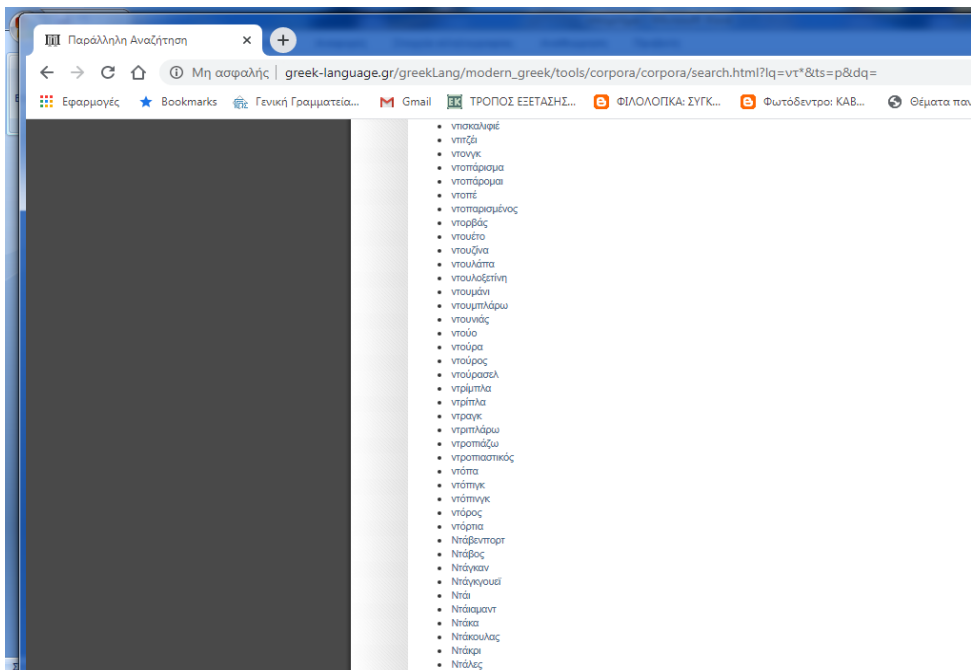 Παράλληλη Αναζήτηση
Μη ασφαλής | greek-language.gr/greekLang/modern_greek/tools/corpora/corpora/search.html?lq=ντ*&ts=p&dq=
Εφαρμογές Bookmarks Γενική Γραμματεία... Gmail ΤΡΟΠΟΣ ΕΞΕΤΑΣΗΣ... ΦΙΛΟΛΟΓΙΚΑ: ΣΥΓΚ... Φωτόδεντρο: ΚΑΒ... Θέματα παν
ντισκαλιφιέ
ντιτζέι
ντονγκ
ντοπάρισμα
ντοπάρομαι
ντοπέ
ντοπαρισμένος
ντορβάς
ντουέτο
ντουζίνα
ντουλάπα
ντουλοξετίνη
ντουμάνι
ντουμπλάρω
ντουνιάς
ντούο
ντούρα
ντούρος
ντούρασελ
ντρίμπλα
ντρίπλα
ντραγκ
ντριπλάρω
ντροπιάζω
ντροπιαστικός
ντόπα
ντόπιγκ
ντόπινγκ
ντόρος
ντόρτια
Ντάβενπορτ
Ντάβος
Ντάγκαν
Ντάγκγουεϊ
Ντάι
Ντάιαμαντ
Ντάκα
Ντάκουλας
Ντάκρι
Ντάλες